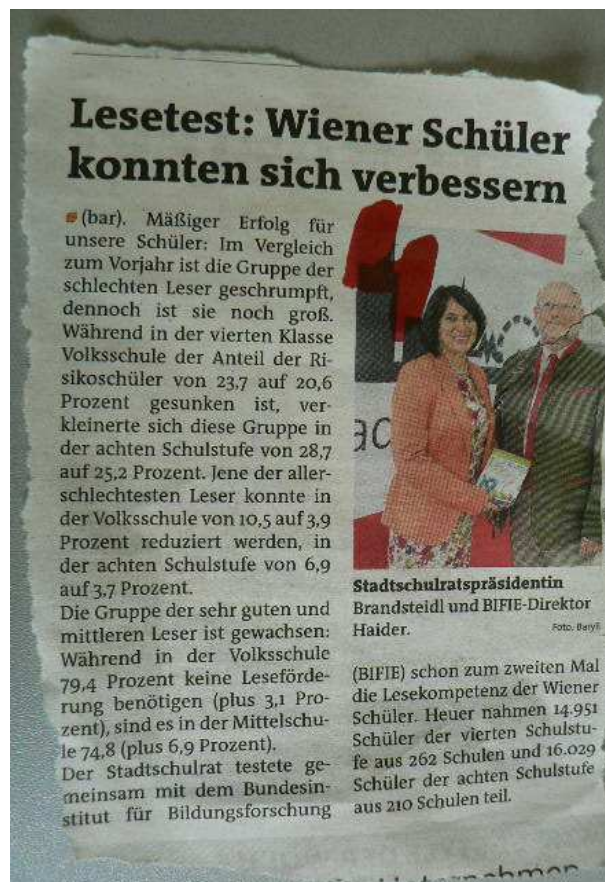 Lesetest: Wiener Schüler
konnten sich verbessern
(bar). Mäßiger Erfolg für
unsere Schüler: Im Vergleich
zum Vorjahr ist die Gruppe der
schlechten Leser geschrumpft,
dennoch ist sie noch groß.
Während in der vierten Klasse
Volksschule der Anteil der Ri-
sikoschüler von 23,7 auf 20,6
Prozent gesunken ist, ver-
kleinerte sich diese Gruppe in
der achten Schulstufe von 28,7
auf 25,2 Prozent. Jene der aller-
schlechtesten Leser konnte in
der Volksschule von 10,5 auf 3,9
Prozent reduziert werden, in
der achten Schulstufe von 6,9
auf 3,7 Prozent.
Die Gruppe der sehr guten und
mittleren Leser ist gewachsen:
Während in der Volksschule
79,4 Prozent keine Leseförde-
rung benötigen (plus 3,1 Pro-
zent), sind es in der Mittelschu-
le 74,8 (plus 6,9 Prozent).
Der Stadtschulrat testete ge-
meinsam mit dem Bundesin-
stitut für Bildungsforschung
Stadtschulratspräsidentin
Brandsteidl und BIFIE-Direktor
Haider.
Foto: Baryli
(BIFIE) schon zum zweiten Mal
die Lesekompetenz der Wiener
Schüler. Heuer nahmen 14.951
Schüler der vierten Schulstu-
fe aus 262 Schulen und 16.029
Schüler der achten Schulstufe
aus 210 Schulen teil.